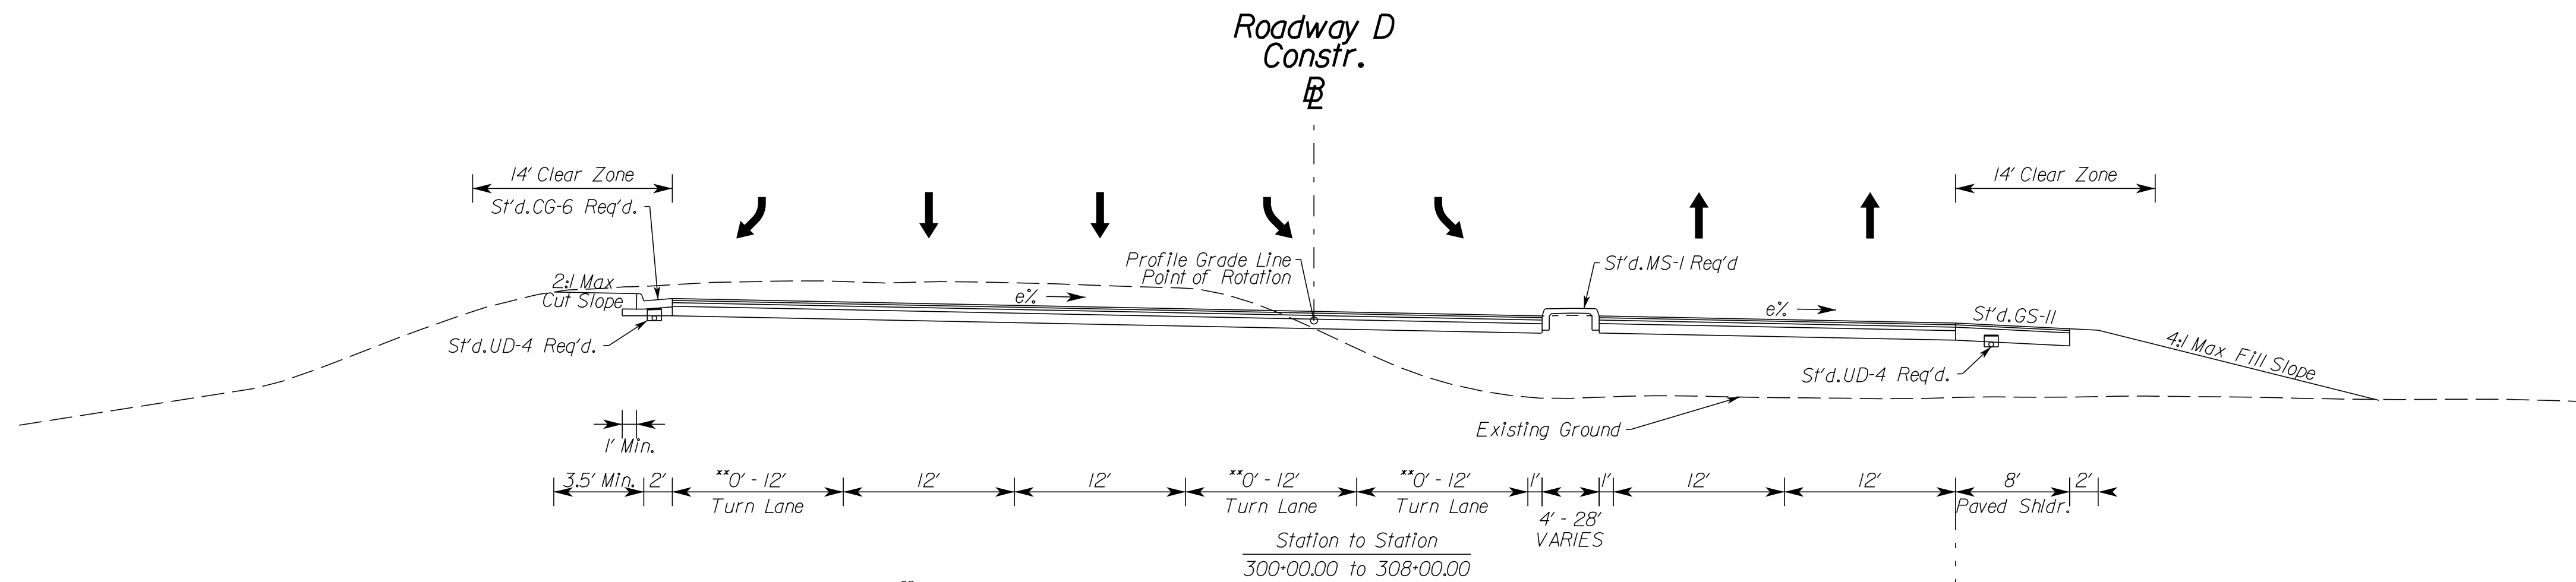 Roadway D
Constr.
BL
14' Clear Zone
14' Clear Zone
St'd.CG-6 Req'd.
Profile Grade Line
Point of Rotation
St'd.MS-1 Req'd
2:1 Max
Cut Slope
e%
e%
St'd.GS-11
St'd.UD-4 Req'd.
St'd.UD-4 Req'd.
4:1 Max Fill Slope
Existing Ground
1' Min.
3.5' Min.
2'
**0' - 12'
12'
12'
**0' - 12'
**0' - 12'
1'
1'
12'
12'
8'
2'
Turn Lane
Turn Lane
Turn Lane
Paved Shldr.
4' - 28'
VARIES
Station to Station
300+00.00 to 308+00.00